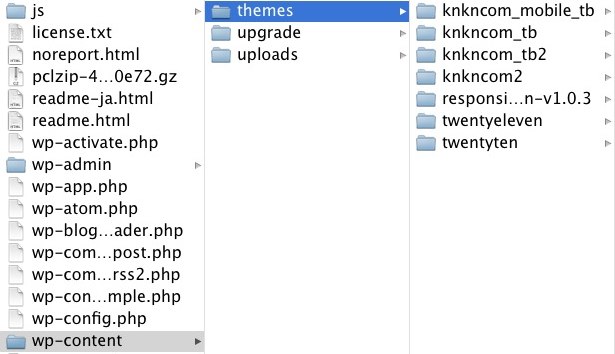 js
license.txt
noreport.html
pclzip-4...0e72.gz
readme-ja.html
readme.html
wp-activate.php
wp-admin
wp-app.php
wp-atom.php
wp-blog...ader.php
wp-com...post.php
wp-com...rss2.php
wp-con...mple.php
wp-config.php
wp-content
themes
upgrade
uploads
knkncom_mobile_tb
knkncom_tb
knkncom_tb2
knkncom2
responsi...n-v1.0.3
twentyeleven
twentyten